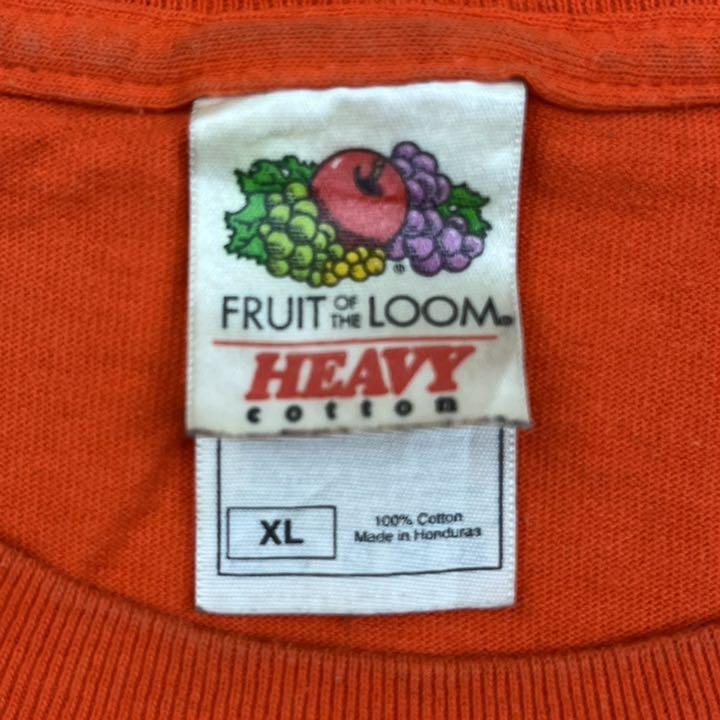 FRUIT OF THE LOOM®
HEAVY
cotton
XL
100% Cotton
Made in Honduras